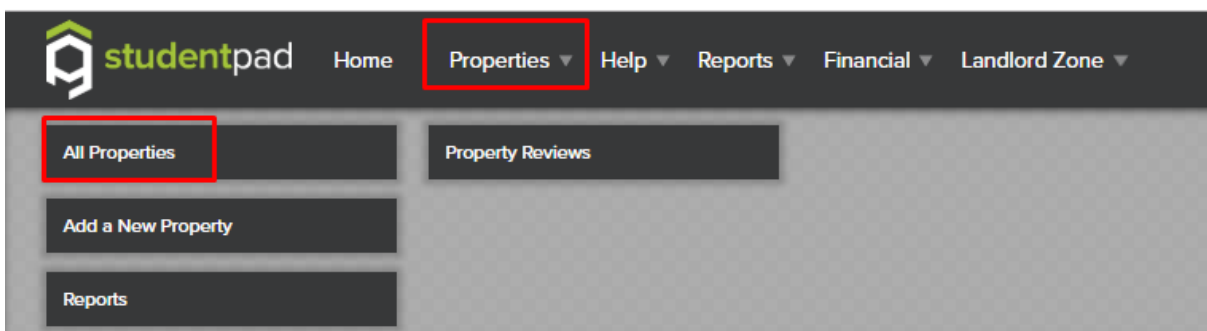 studentpad Home Properties Help Reports Financial Landlord Zone
All Properties Property Reviews
Add a New Property
Reports